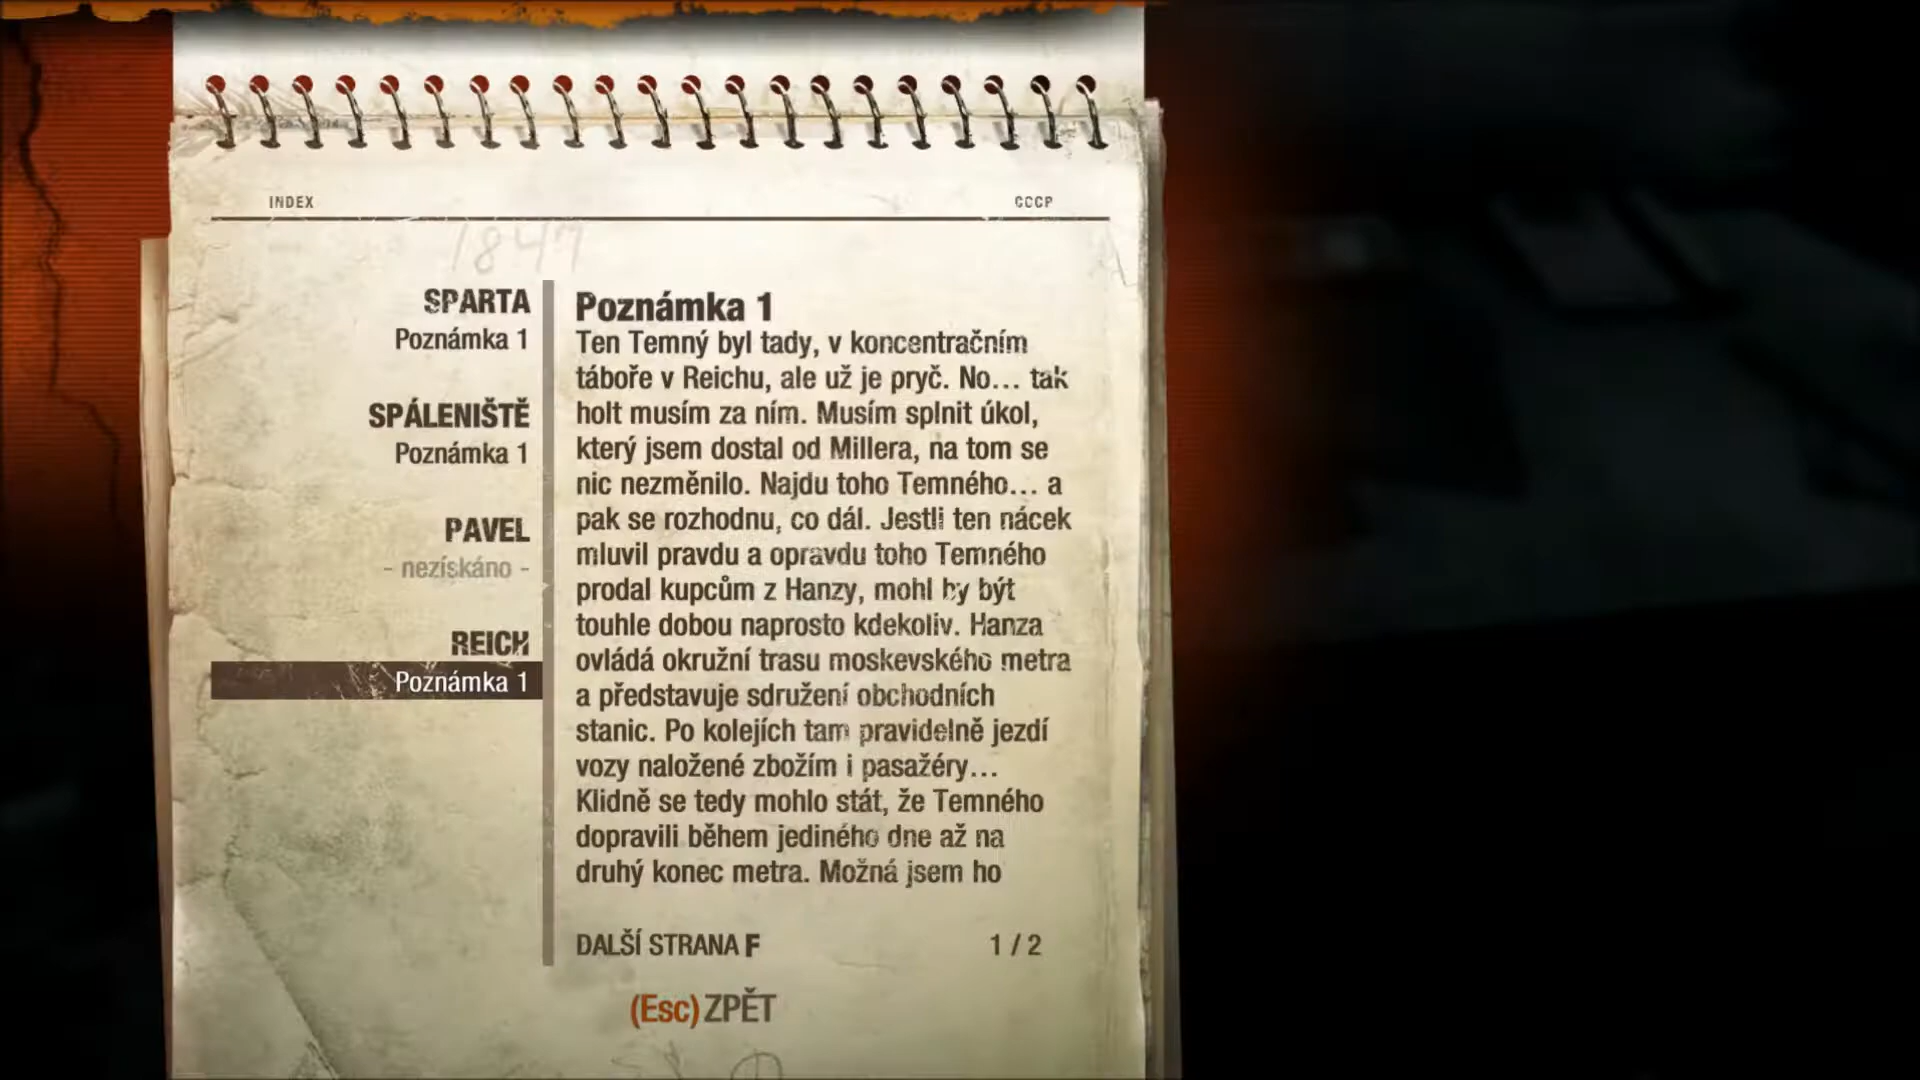 INDEX
CCCP
1847
SPARTA
Poznámka 1
SPÁLENIŠTĚ
Poznámka 1
PAVEL
- nezískáno -
REICH
Poznámka 1
Poznámka 1
Ten Temný byl tady, v koncentračním
táboře v Reichu, ale už je pryč. No... tak
holt musím za ním. Musím splnit úkol,
který jsem dostal od Millera, na tom se
nic nezměnilo. Najdu toho Temného... a
pak se rozhodnu, co dál. Jestli ten nácek
mluvil pravdu a opravdu toho Temného
prodal kupcům z Hanzy, mohl by být
touhle dobou naprosto kdekoliv. Hanza
ovládá okružní trasu moskevského metra
a představuje sdružení obchodních
stanic. Po kolejích tam pravidelně jezdí
vozy naložené zbožím i pasažéry...
Klidně se tedy mohlo stát, že Temného
dopravili během jediného dne až na
druhý konec metra. Možná jsem ho
DALŠÍ STRANA F
1 / 2
(Esc) ZPĚT